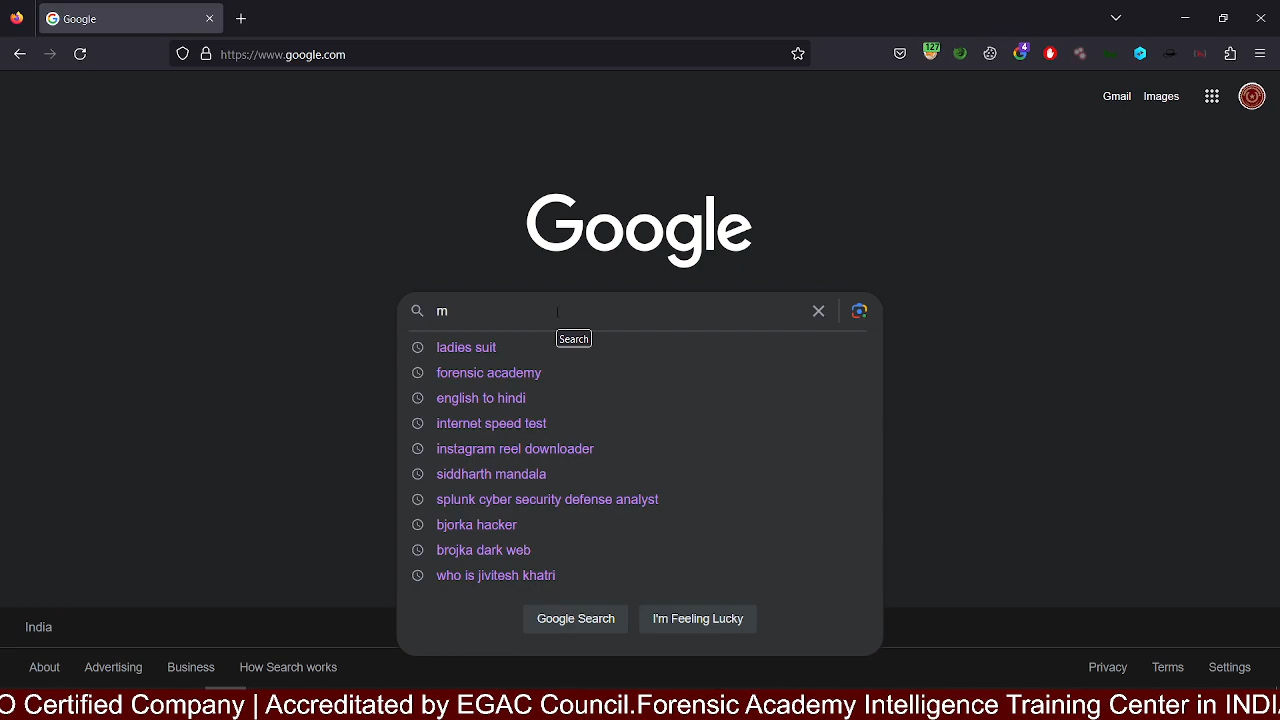 Google
https://www.google.com
127
4
Gmail Images
Google
m
Search
ladies suit
forensic academy
english to hindi
internet speed test
instagram reel downloader
siddharth mandala
splunk cyber security defense analyst
bjorka hacker
brojka dark web
who is jivitesh khatri
Google Search I'm Feeling Lucky
India
About Advertising Business How Search works Privacy Terms Settings
O Certified Company | Accreditated by EGAC Council.Forensic Academy Intelligence Training Center in INDIA